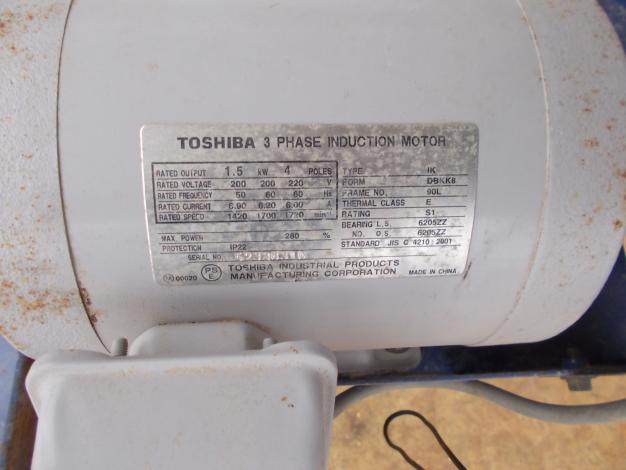 TOSHIBA 3 PHASE INDUCTION MOTOR
RATED OUTPUT 1.5 kW 4 POLES
RATED VOLTAGE 200 200 220 V
RATED FREQUENCY 50 60 60 Hz
RATED CURRENT 6.90 6.20 6.00 A
RATED SPEED 1420 1700 1720 min⁻¹
MAX. POWER 280 %
PROTECTION IP22
SERIAL NO.
TYPE IK
FORM DBKK8
FRAME NO. 90L
THERMAL CLASS E
RATING S1
BEARING L.S. 6205ZZ
NO. O.S. 6205ZZ
STANDARD JIS C 4210 : 2001
00020 PS E TOSHIBA INDUSTRIAL PRODUCTS
MANUFACTURING CORPORATION MADE IN CHINA